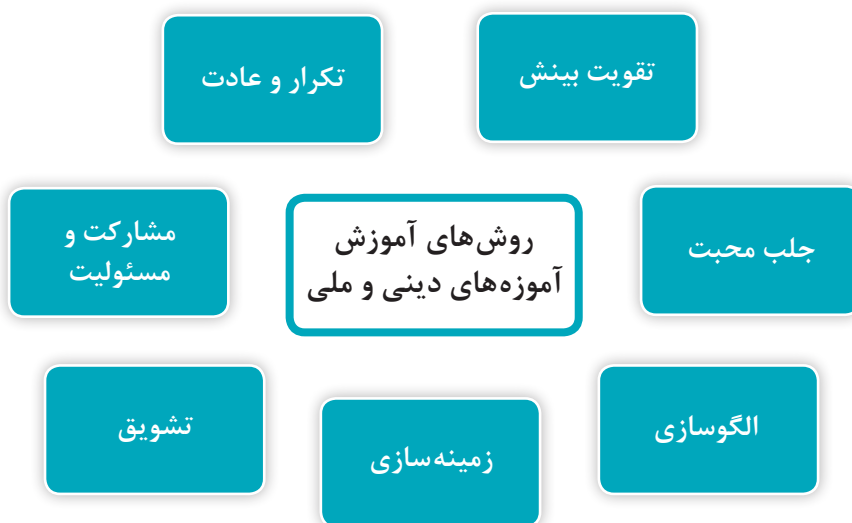 تقویت بینش
تکرار و عادت
جلب محبت
روش‌های آموزش
آموزه‌های دینی و ملی
مشارکت و
مسئولیت
الگوسازی
زمینه‌سازی
تشویق